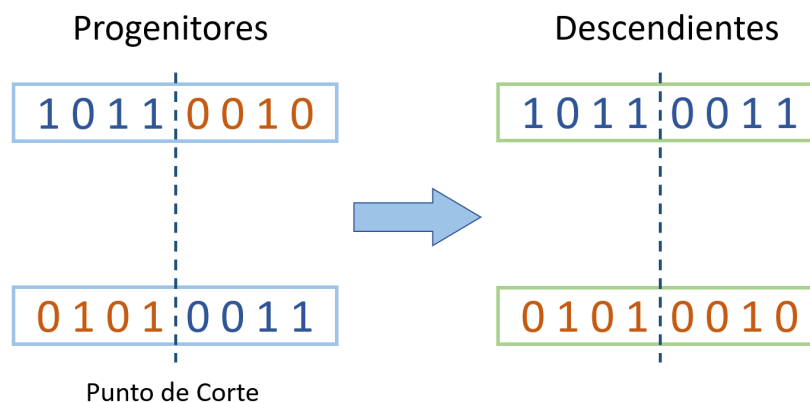 Progenitores
Descendientes
1 0 1 1 0 0 1 0
1 0 1 1 0 0 1 1
0 1 0 1 0 0 1 1
0 1 0 1 0 0 1 0
Punto de Corte